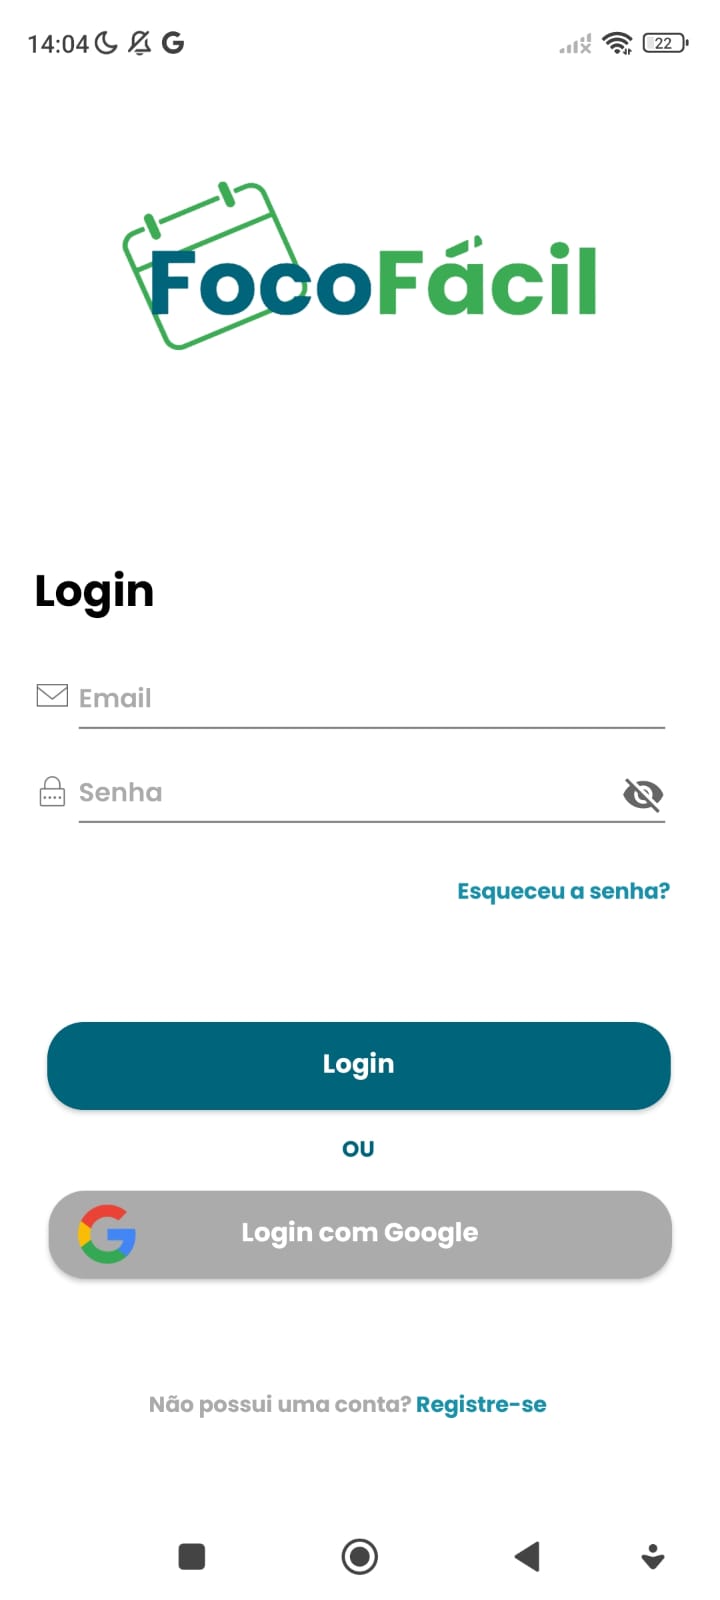 14:04 G 22
FocoFácil
Login
Email
Senha
Esqueceu a senha?
Login
OU
Login com Google
Não possui uma conta? Registre-se